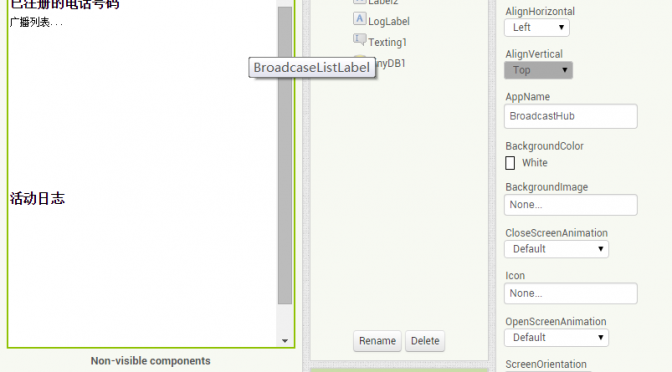 已注册的电话号码
广播列表...
活动日志
Non-visible components
Label2
LogLabel
Texting1
BroadcaseListLabel
nyDB1
Rename
Delete
AlignHorizontal
Left
AlignVertical
Top
AppName
BroadcastHub
BackgroundColor
White
BackgroundImage
None...
CloseScreenAnimation
Default
Icon
None...
OpenScreenAnimation
Default
ScreenOrientation